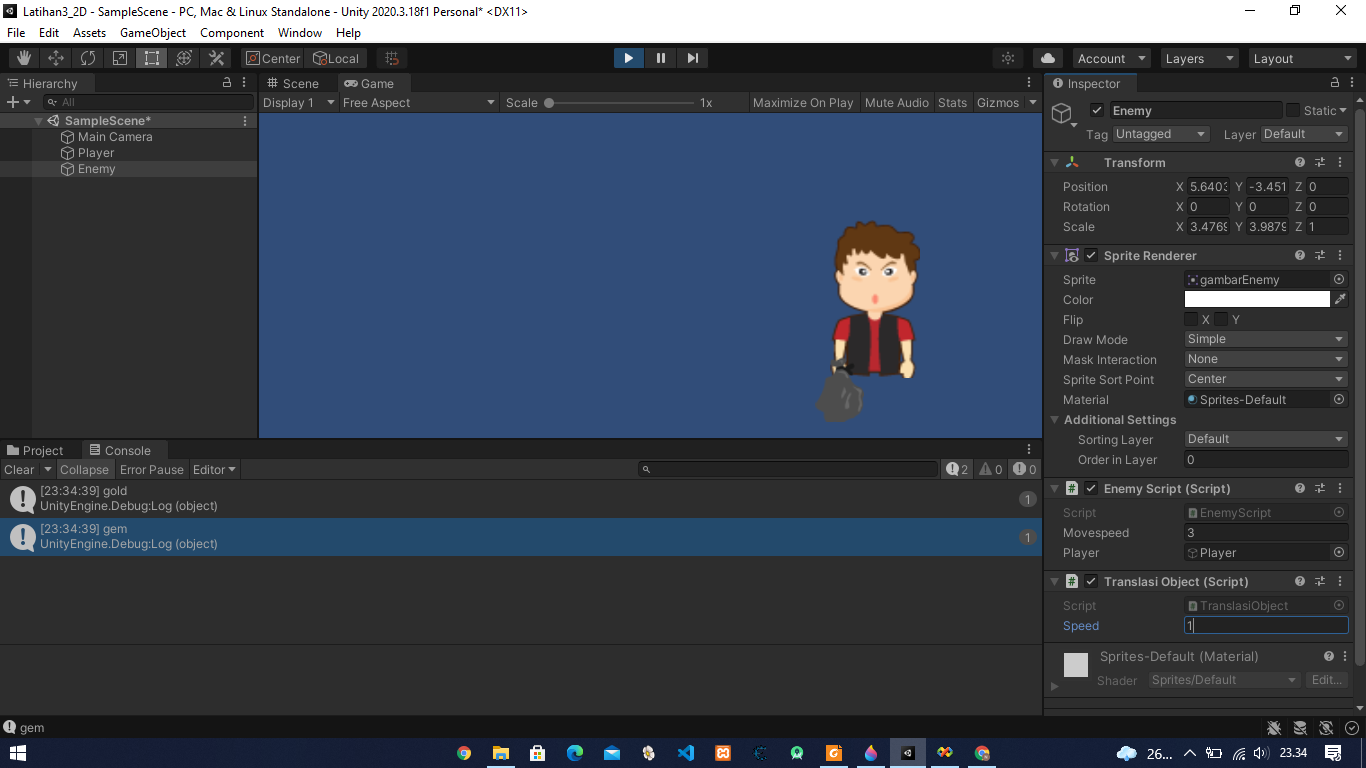 Latihan3_2D - SampleScene - PC, Mac & Linux Standalone - Unity 2020.3.18f1 Personal* <DX11>
File Edit Assets GameObject Component Window Help
Center Local Account Layers Layout
Hierarchy
All
SampleScene*
Main Camera
Player
Enemy
Scene Game
Display 1 Free Aspect Scale 1x Maximize On Play Mute Audio Stats Gizmos
Inspector
Enemy Static
Tag Untagged Layer Default
Transform
Position X 5.6403 Y -3.451 Z 0
Rotation X 0 Y 0 Z 0
Scale X 3.4769 Y 3.9879 Z 1
Sprite Renderer
Sprite gambarEnemy
Color
Flip X Y
Draw Mode Simple
Mask Interaction None
Sprite Sort Point Center
Material Sprites-Default
Additional Settings
Sorting Layer Default
Order in Layer 0
Enemy Script (Script)
Script EnemyScript
Movespeed 3
Player Player
Translasi Object (Script)
Script TranslasiObject
Speed 1
Sprites-Default (Material)
Shader Sprites/Default Edit...
Project Console
Clear Collapse Error Pause Editor 2 0 0
[23:34:39] gold
UnityEngine.Debug:Log (object) 1
[23:34:39] gem
UnityEngine.Debug:Log (object) 1
gem
26... 23.34